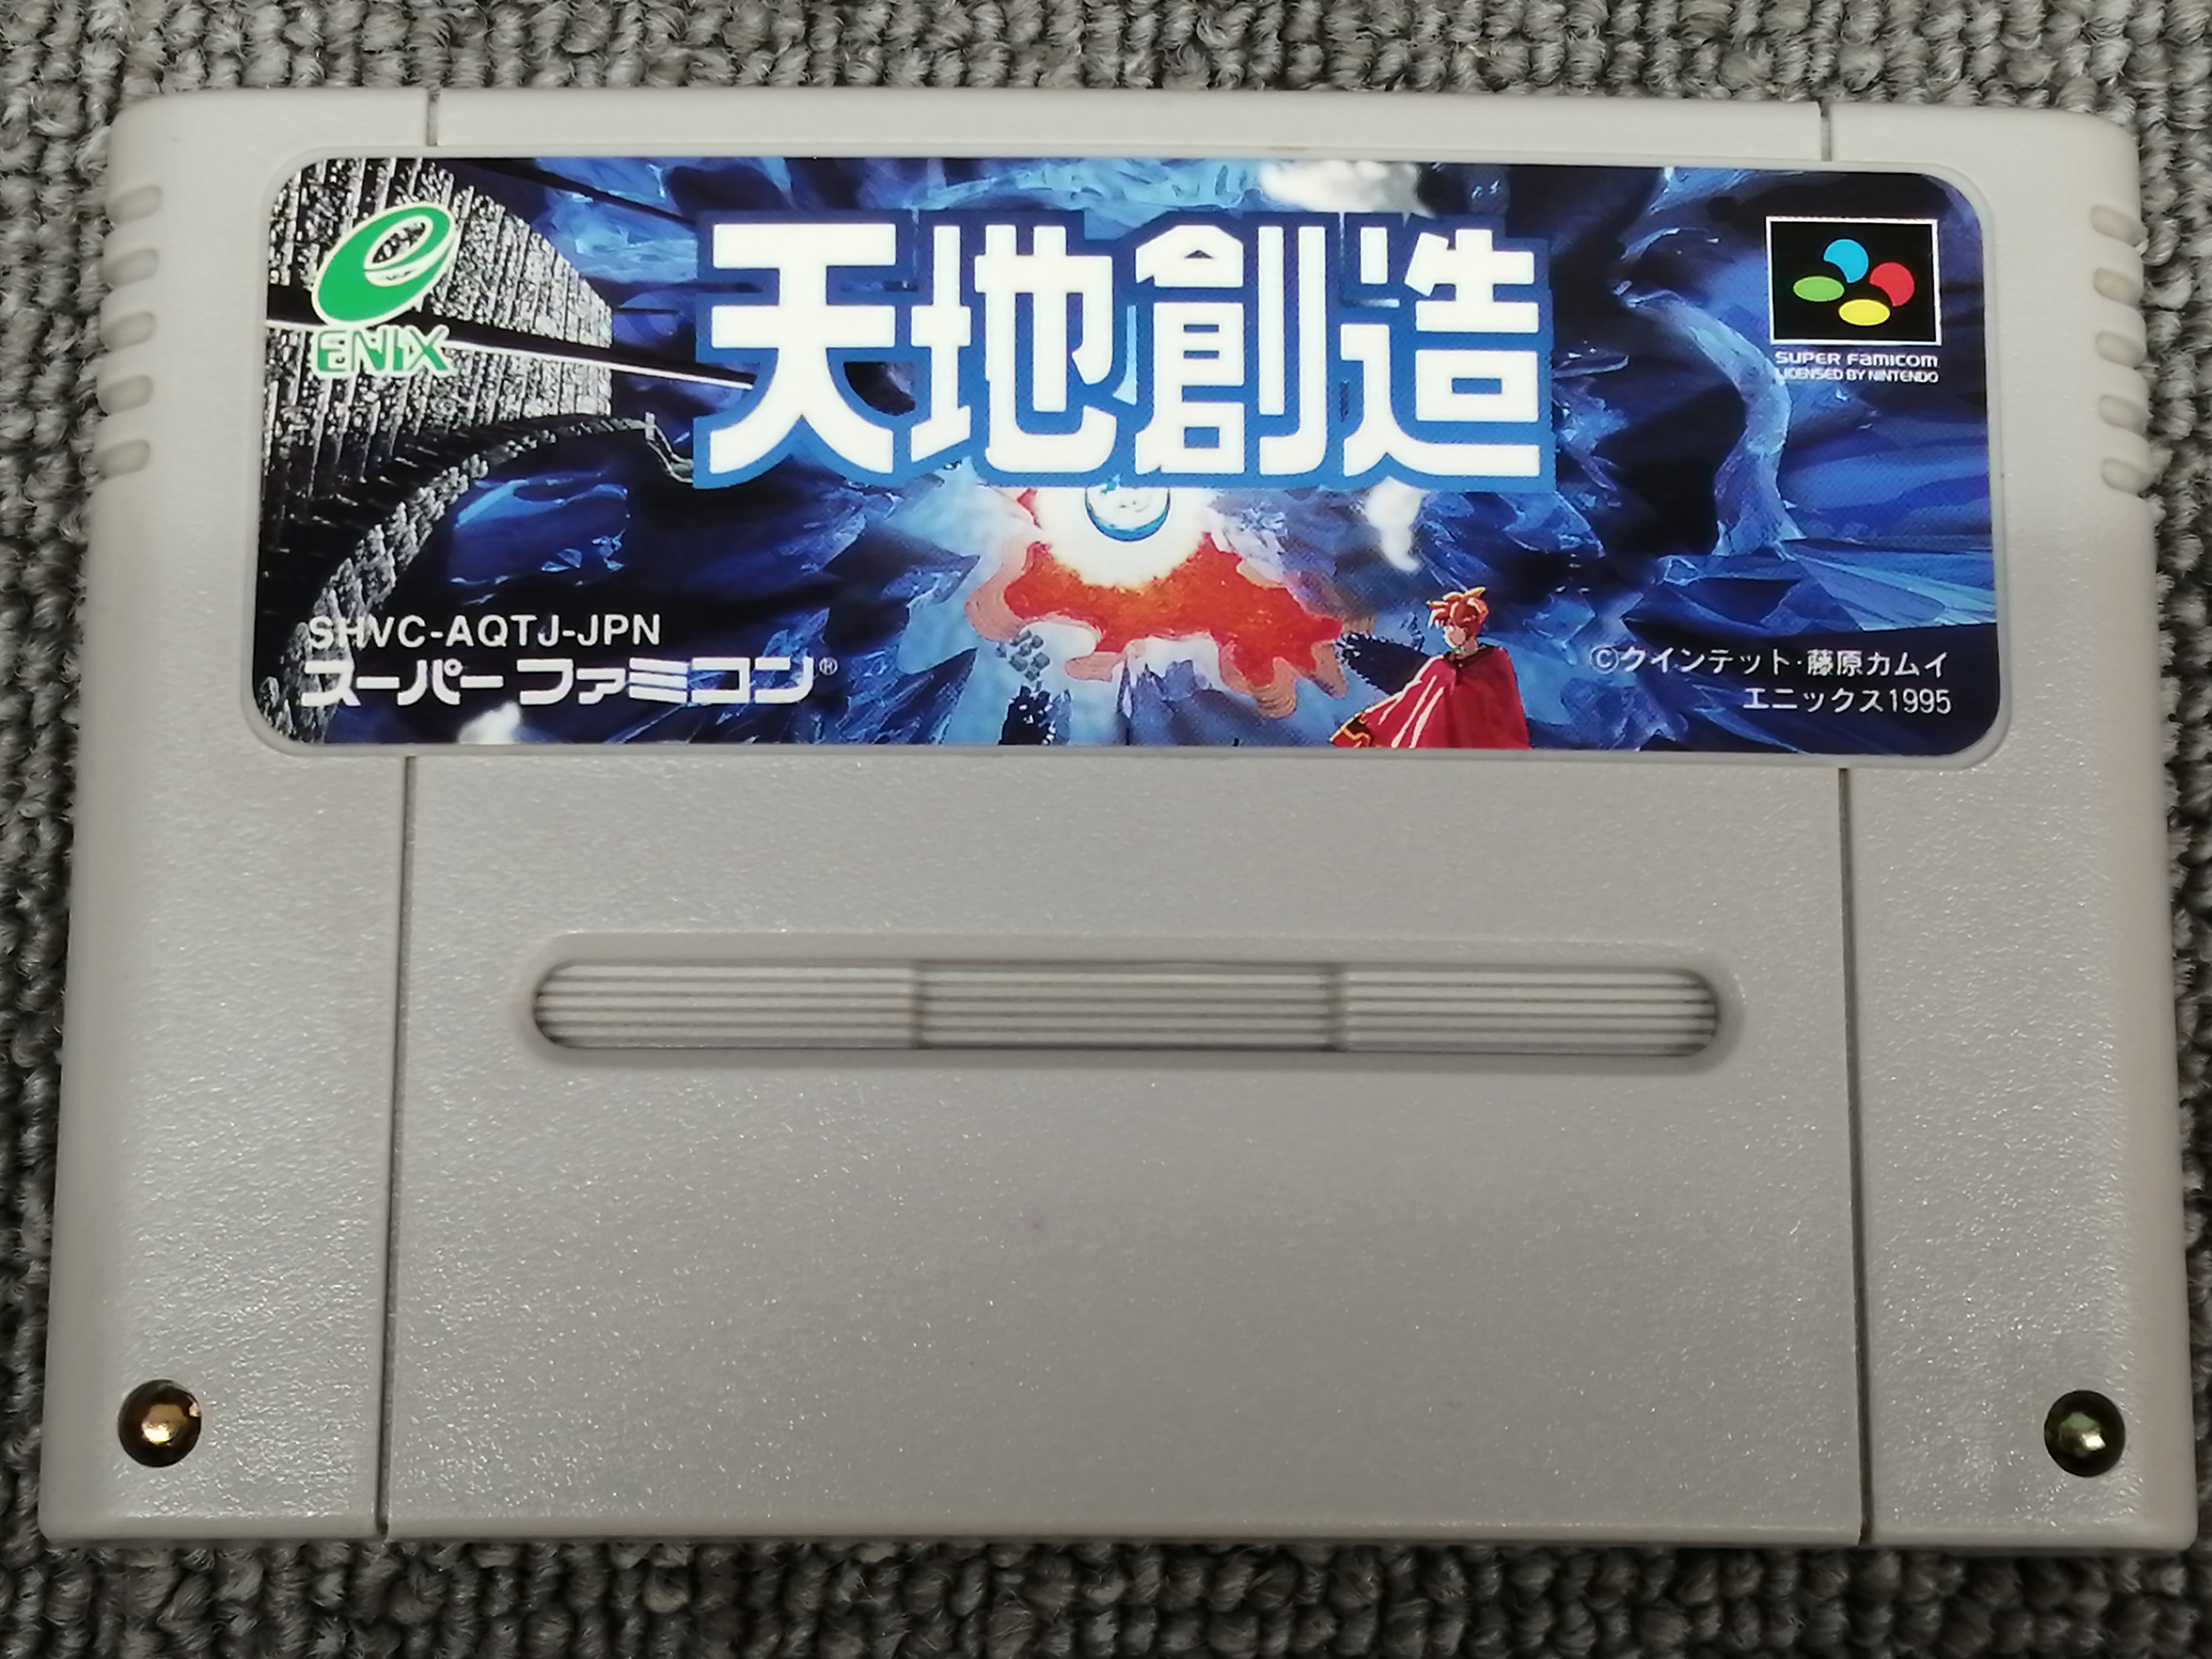 ENIX
天地創造
SUPER FAMICOM
LICENSED BY NINTENDO
SHVC-AQTJ-JPN
スーパーファミコン®
©クインテット・藤原カムイ
エニックス1995